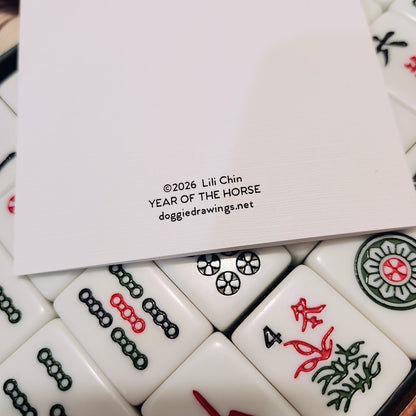 ©2026 Lili Chin
YEAR OF THE HORSE
doggiedrawings.net
4